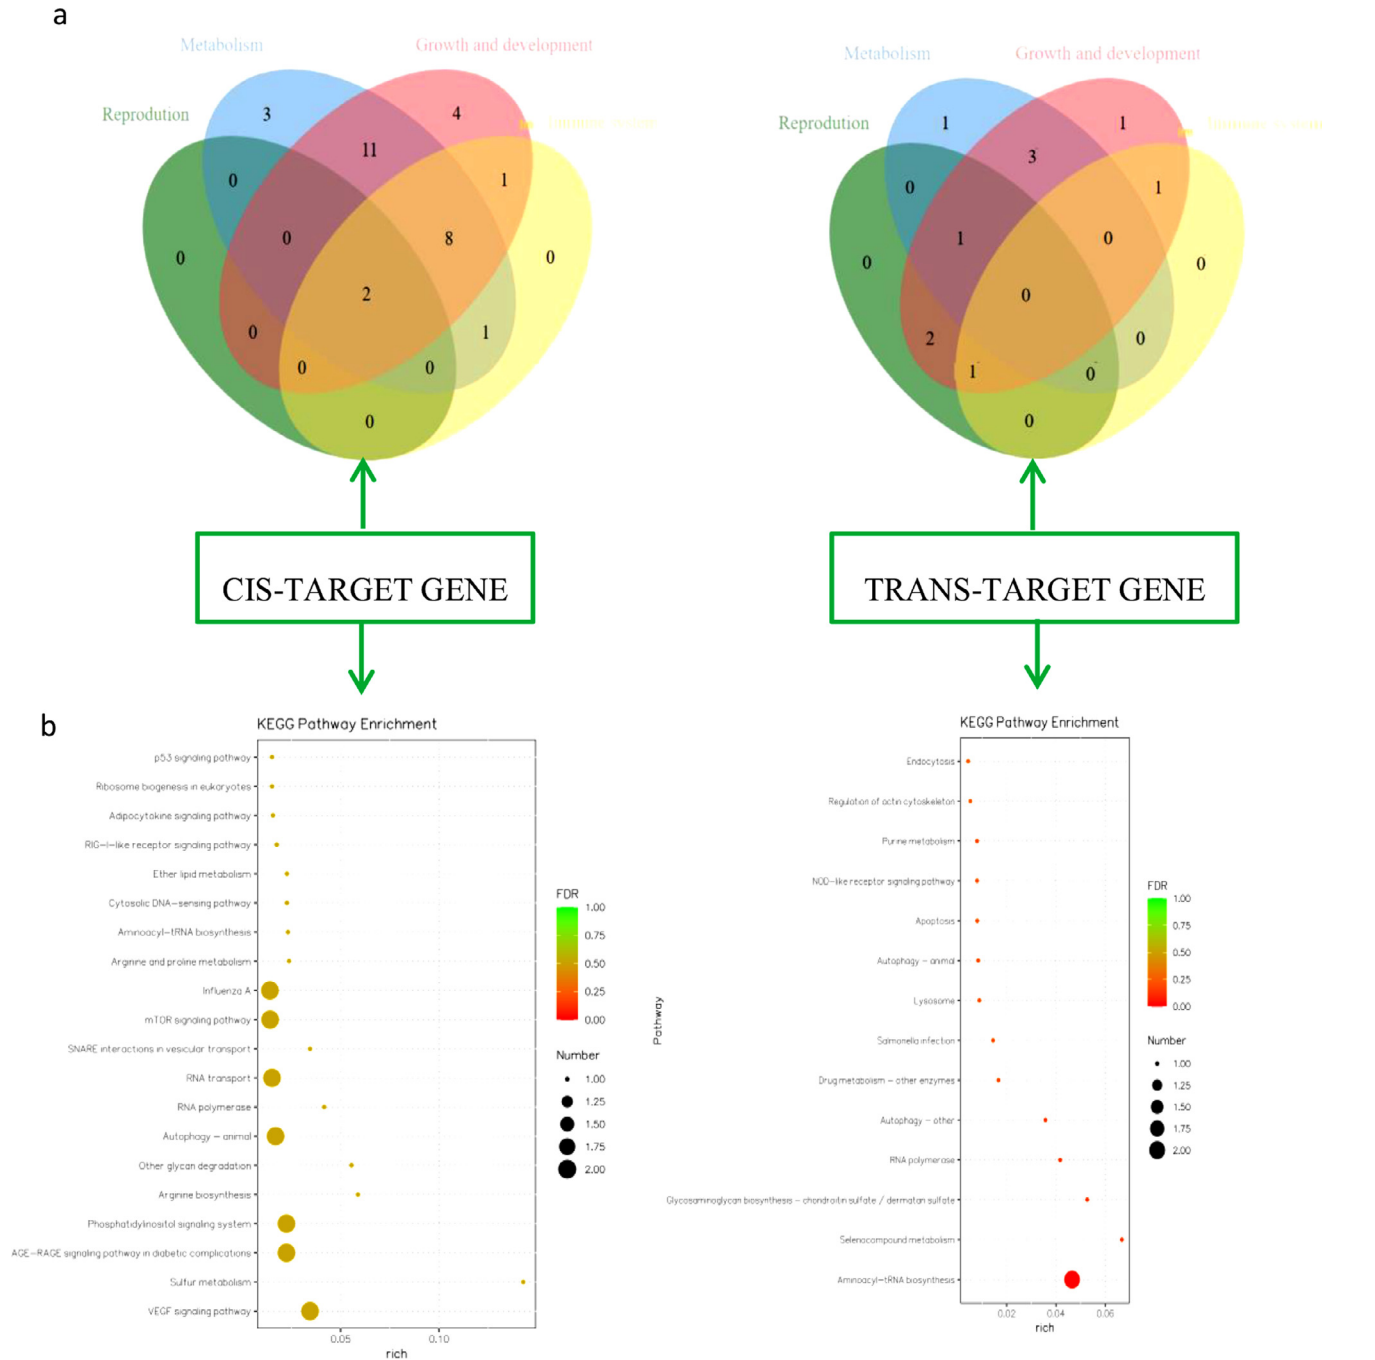 a
Metabolism
Growth and development
Reprodution
3
4
11
0
1
0
8
0
0
2
0
1
0
0
0
Metabolism
Growth and development
Reprodution
1
1
3
0
1
1
0
0
0
0
2
0
1
0
0
CIS-TARGET GENE
TRANS-TARGET GENE
b
KEGG Pathway Enrichment
p53 signaling pathway
Ribosome biogenesis in eukaryotes
Adipocytokine signaling pathway
RIG-I-like receptor signaling pathway
Ether lipid metabolism
Cytosolic DNA-sensing pathway
Aminoacyl-tRNA biosynthesis
Arginine and proline metabolism
Influenza A
mTOR signaling pathway
SNARE interactions in vesicular transport
RNA transport
RNA polymerase
Autophagy - animal
Other glycan degradation
Arginine biosynthesis
Phosphatidylinositol signaling system
AGE-RAGE signaling pathway in diabetic complications
Sulfur metabolism
VEGF signaling pathway
0.05
0.10
rich
FDR
1.00
0.75
0.50
0.25
0.00
Number
1.00
1.25
1.50
1.75
2.00
KEGG Pathway Enrichment
Pathway
Endocytosis
Regulation of actin cytoskeleton
Purine metabolism
NOD-like receptor signaling pathway
Apoptosis
Autophagy - animal
Lysosome
Salmonella infection
Drug metabolism - other enzymes
Autophagy - other
RNA polymerase
Glycosaminoglycan biosynthesis - chondroitin sulfate / dermatan sulfate
Selenocompound metabolism
Aminoacyl-tRNA biosynthesis
0.02
0.04
0.06
rich
FDR
1.00
0.75
0.50
0.25
0.00
Number
1.00
1.25
1.50
1.75
2.00